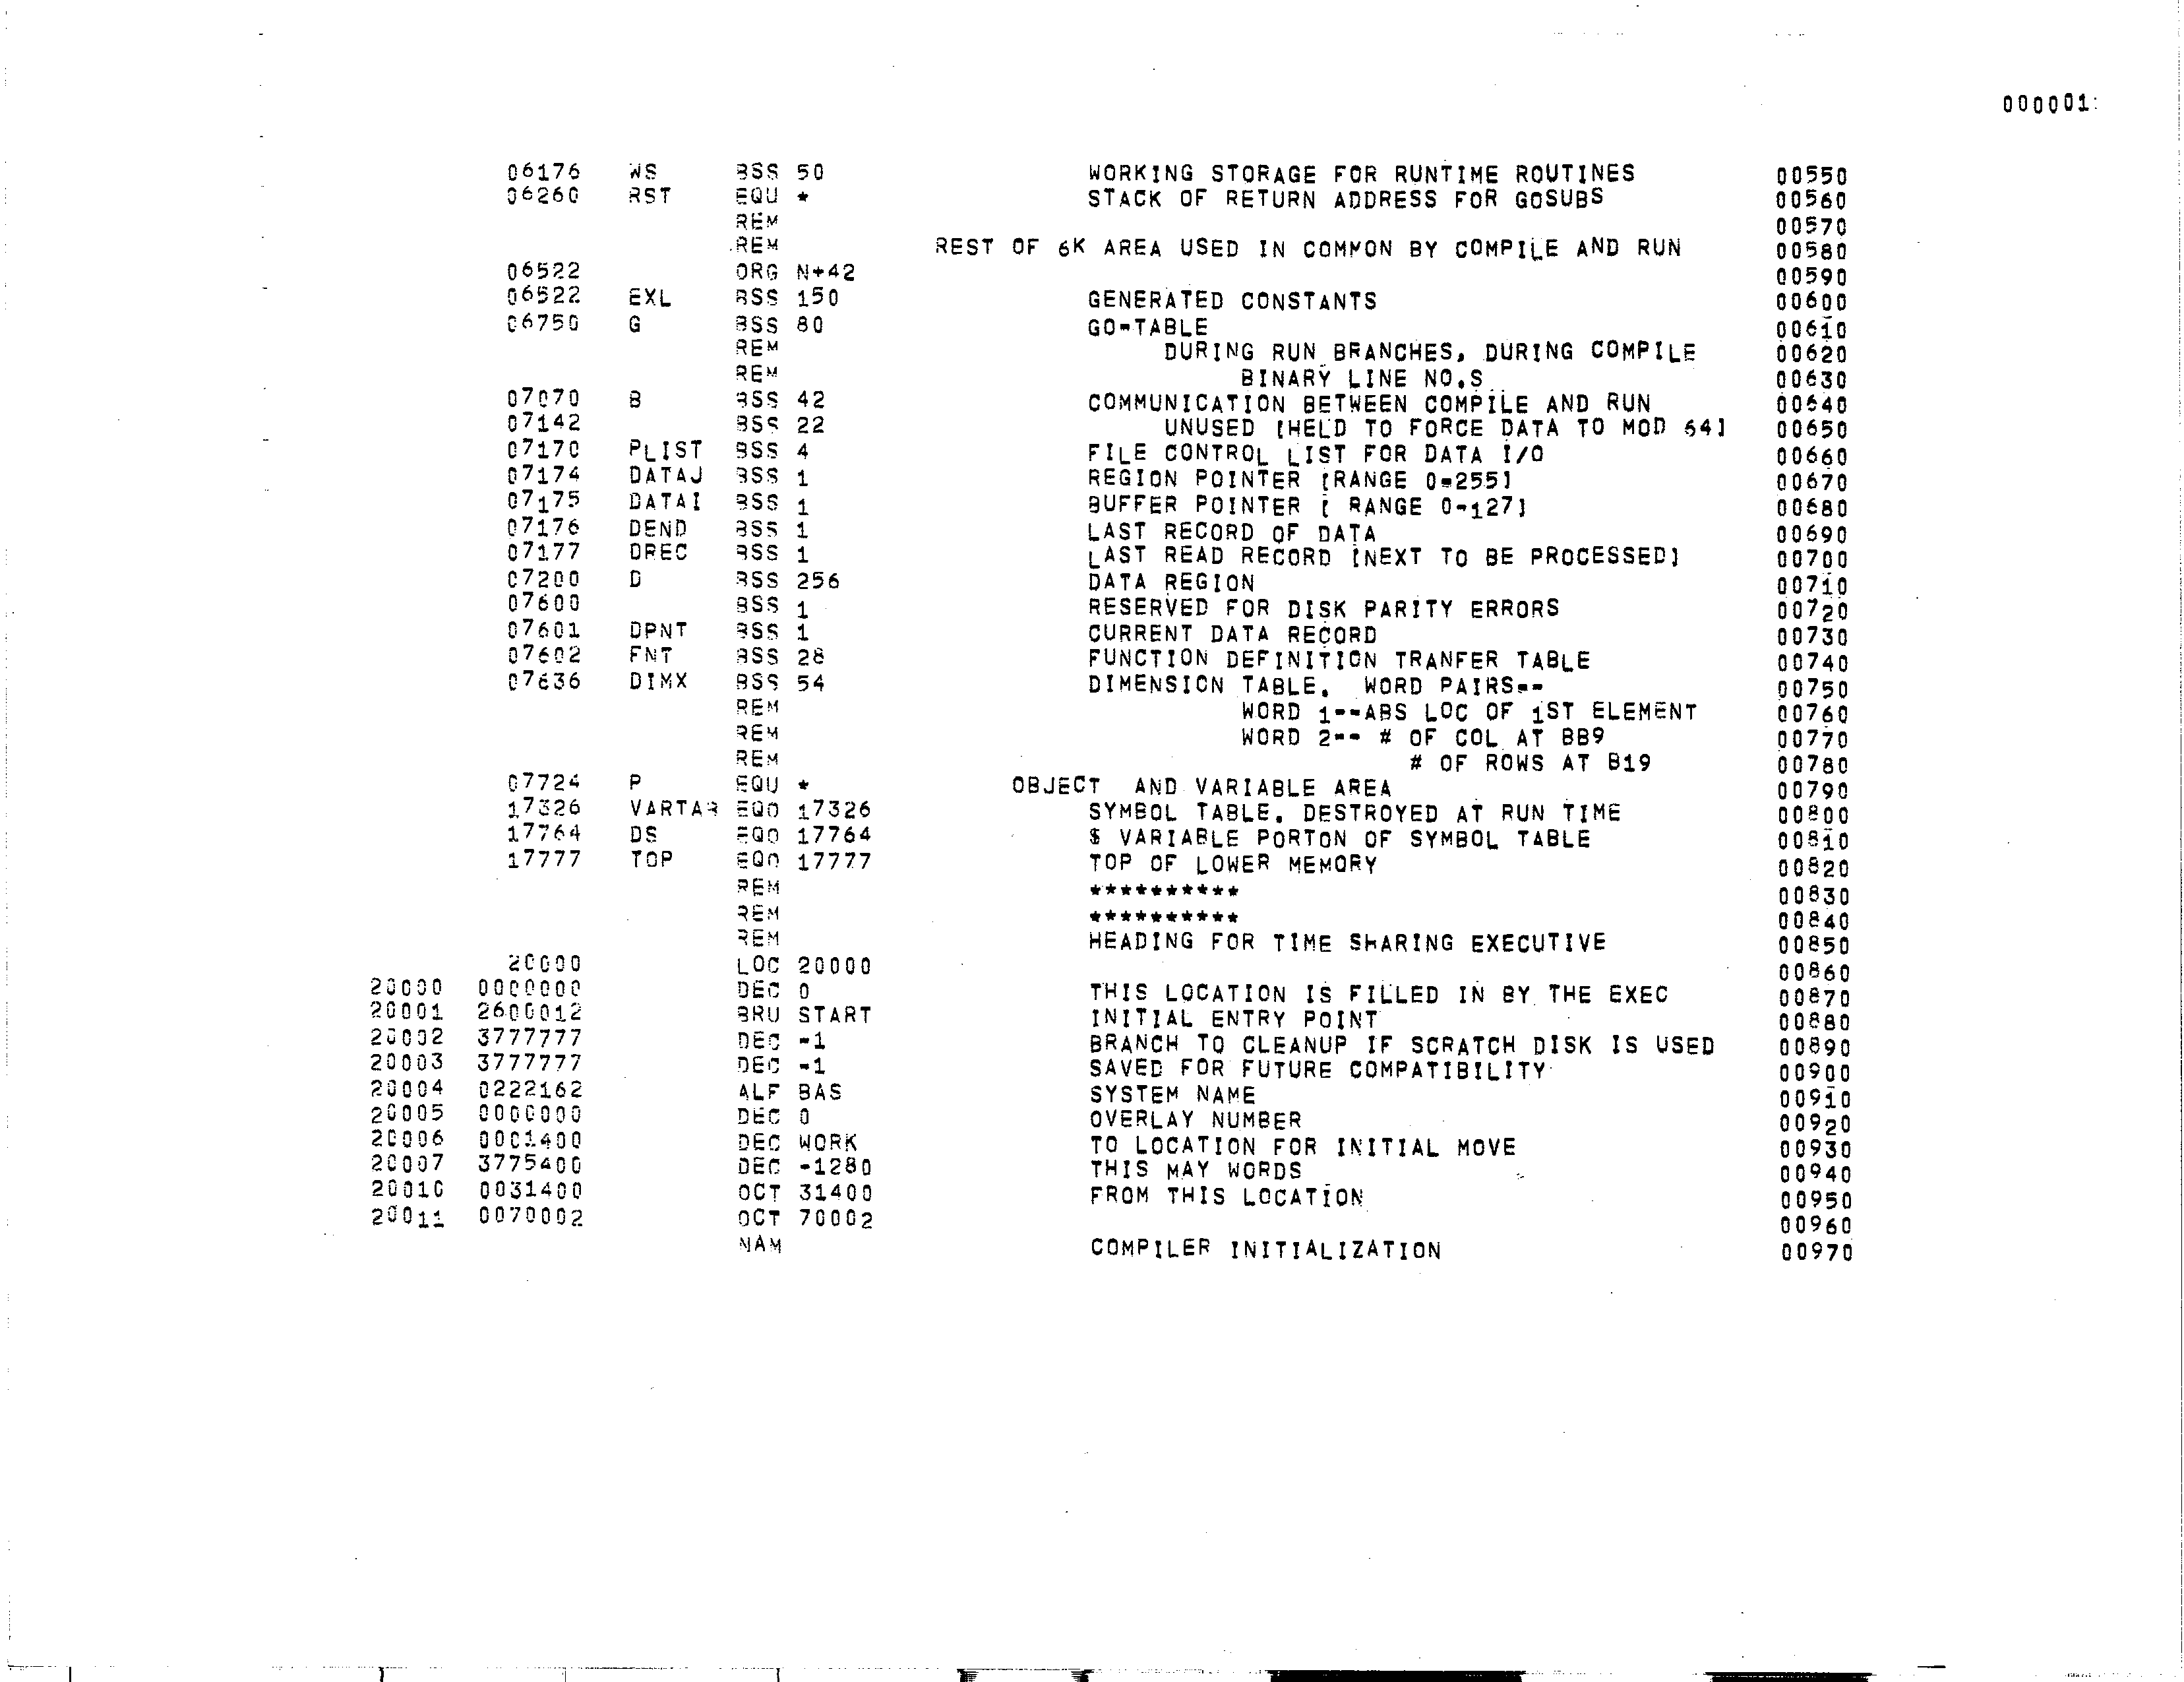 000001:
06176 WS BSS 50 WORKING STORAGE FOR RUNTIME ROUTINES 00550
06260 RST EQU * STACK OF RETURN ADDRESS FOR GOSUBS 00560
REM 00570
REM REST OF 6K AREA USED IN COMMON BY COMPILE AND RUN 00580
06522 ORG N+42 00590
06522 EXL BSS 150 GENERATED CONSTANTS 00600
06750 G BSS 80 GO-TABLE 00610
REM DURING RUN BRANCHES, DURING COMPILE 00620
REM BINARY LINE NO.S 00630
07070 B BSS 42 COMMUNICATION BETWEEN COMPILE AND RUN 00640
07142 BSS 22 UNUSED [HELD TO FORCE DATA TO MOD 64] 00650
07170 PLIST BSS 4 FILE CONTROL LIST FOR DATA I/O 00660
07174 DATAJ BSS 1 REGION POINTER [RANGE 0-255] 00670
07175 DATAI BSS 1 BUFFER POINTER [ RANGE 0-127] 00680
07176 DEND BSS 1 LAST RECORD OF DATA 00690
07177 DREC BSS 1 LAST READ RECORD [NEXT TO BE PROCESSED] 00700
07200 D BSS 256 DATA REGION 00710
07600 BSS 1 RESERVED FOR DISK PARITY ERRORS 00720
07601 DPNT BSS 1 CURRENT DATA RECORD 00730
07602 FNT BSS 28 FUNCTION DEFINITION TRANFER TABLE 00740
07636 DIMX BSS 54 DIMENSION TABLE. WORD PAIRS-- 00750
REM WORD 1--ABS LOC OF 1ST ELEMENT 00760
REM WORD 2-- # OF COL AT BB9 00770
REM # OF ROWS AT B19 00780
07724 P EQU * OBJECT AND VARIABLE AREA 00790
17326 VARTAB EQO 17326 SYMBOL TABLE. DESTROYED AT RUN TIME 00800
17764 DS EQO 17764 $ VARIABLE PORTON OF SYMBOL TABLE 00810
17777 TOP EQO 17777 TOP OF LOWER MEMORY 00820
REM ********** 00830
REM ********** 00840
REM HEADING FOR TIME SHARING EXECUTIVE 00850
20000 LOC 20000 00860
20000 0000000 DEC 0 THIS LOCATION IS FILLED IN BY THE EXEC 00870
20001 2600012 BRU START INITIAL ENTRY POINT 00880
20002 3777777 DEC -1 BRANCH TO CLEANUP IF SCRATCH DISK IS USED 00890
20003 3777777 DEC -1 SAVED FOR FUTURE COMPATIBILITY 00900
20004 0222162 ALF BAS SYSTEM NAME 00910
20005 0000000 DEC 0 OVERLAY NUMBER 00920
20006 0001400 DEC WORK TO LOCATION FOR INITIAL MOVE 00930
20007 3775400 DEC -1280 THIS MAY WORDS 00940
20010 0031400 OCT 31400 FROM THIS LOCATION 00950
20011 0070002 OCT 70002 00960
NAM COMPILER INITIALIZATION 00970